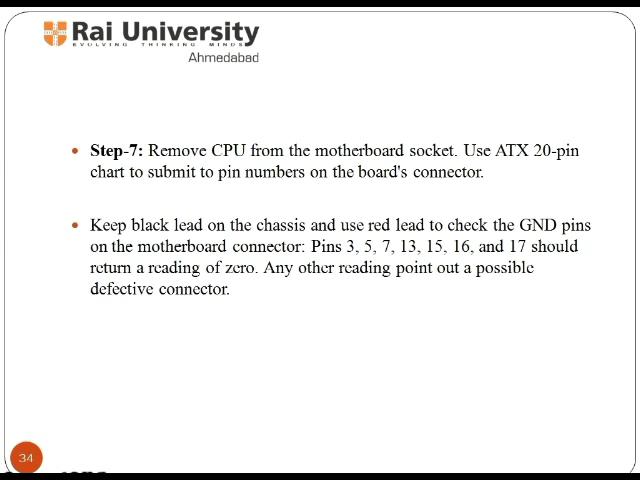 Rai University
EVOLVING THINKING MINDS
Ahmedabad
• Step-7: Remove CPU from the motherboard socket. Use ATX 20-pin
chart to submit to pin numbers on the board's connector.
• Keep black lead on the chassis and use red lead to check the GND pins
on the motherboard connector: Pins 3, 5, 7, 13, 15, 16, and 17 should
return a reading of zero. Any other reading point out a possible
defective connector.
34